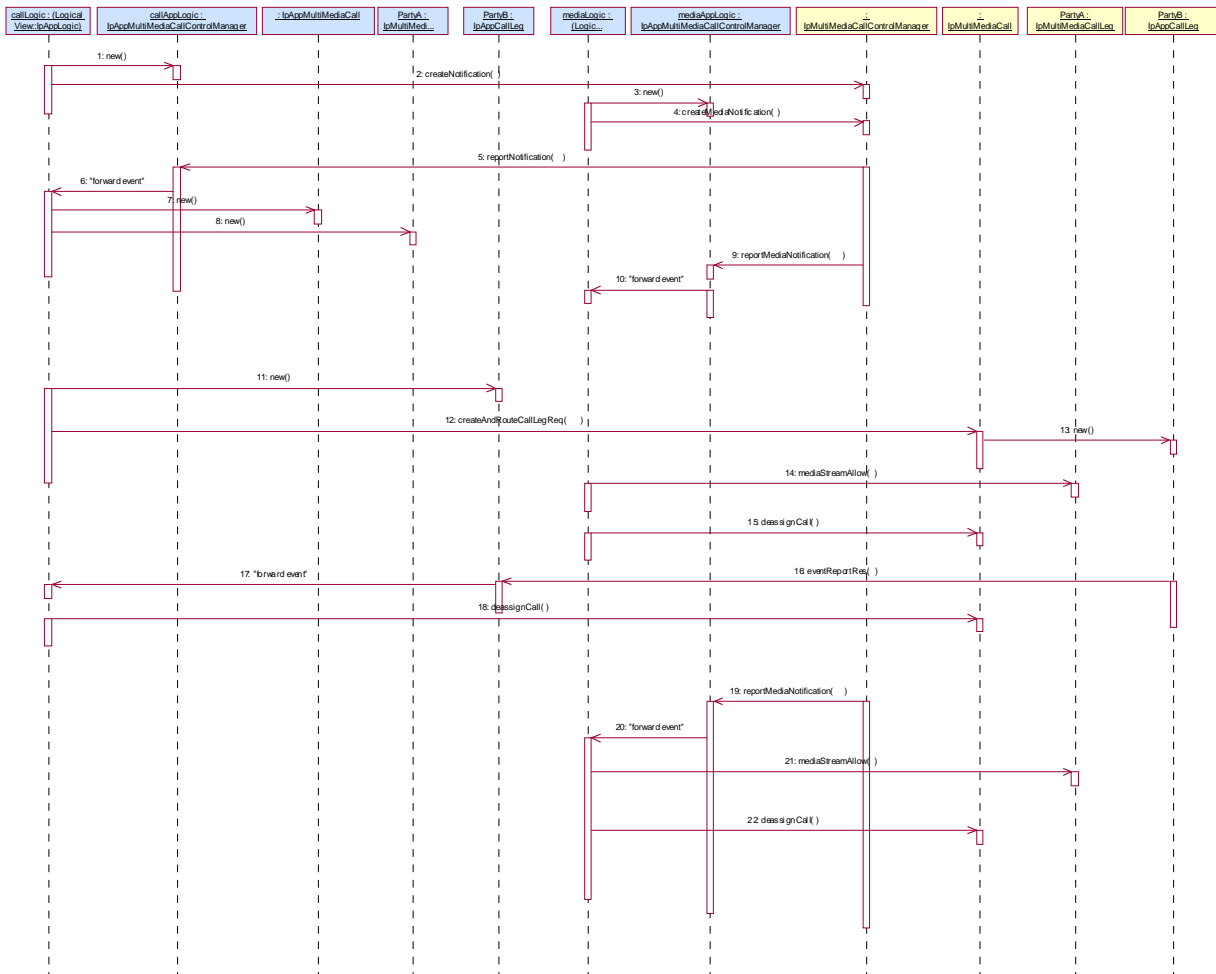 callLogic : (Logical
View::IpAppLogic)
callAppLogic :
IpAppMultiMediaCallControlManager
: IpAppMultiMediaCall
PartyA :
IpMultiMedi...
PartyB :
IpAppCallLeg
mediaLogic :
(Logic...
mediaAppLogic :
IpAppMultiMediaCallControlManager
:
IpMultiMediaCallControlManager
:
IpMultiMediaCall
PartyA :
IpMultiMediaCallLeg
PartyB :
IpAppCallLeg
1: new()
2: createNotification( )
3: new()
4: createMediaNotification( )
5: reportNotification( )
6: "forward event"
7: new()
8: new()
9: reportMediaNotification( )
10: "forward event"
11: new()
12: createAndRouteCallLegReq( )
13: new()
14: mediaStreamAllow( )
15: deassignCall( )
16: eventReportRes( )
17: "forward event"
18: deassignCall( )
19: reportMediaNotification( )
20: "forward event"
21: mediaStreamAllow( )
22: deassignCall( )